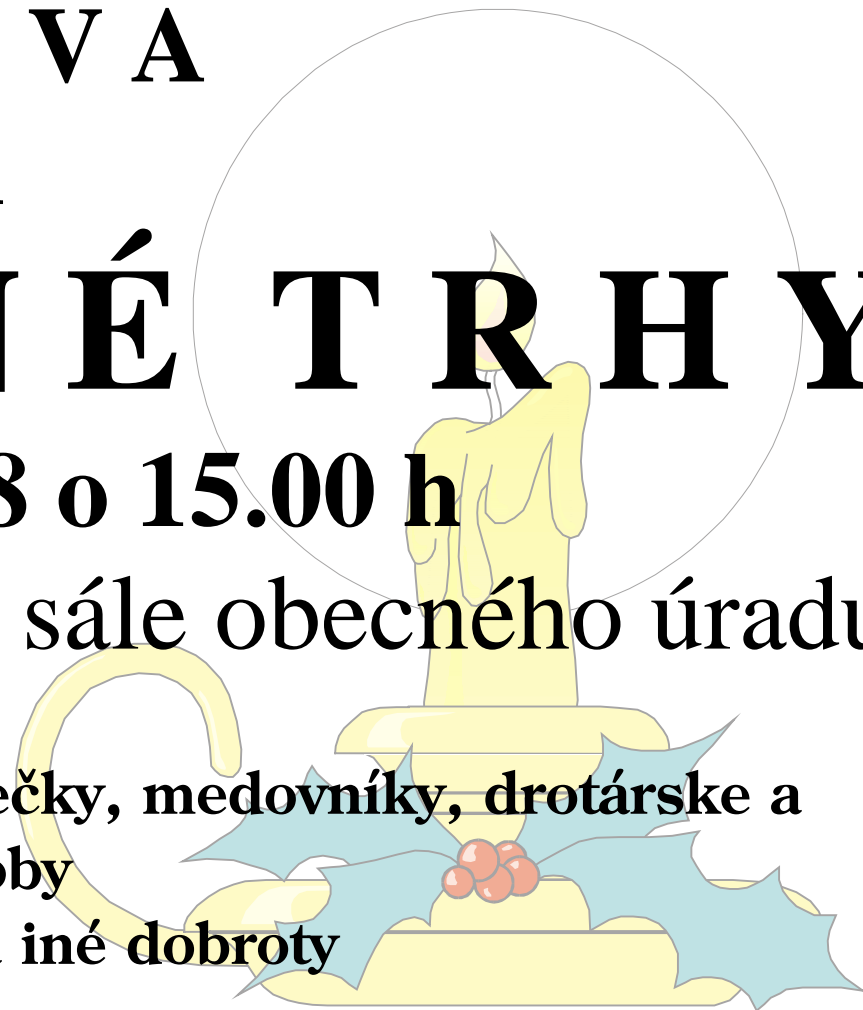 V A
N É T R H Y
8 o 15.00 h
sále obecného úradu
ečky, medovníky, drotárske a
oby
a iné dobroty